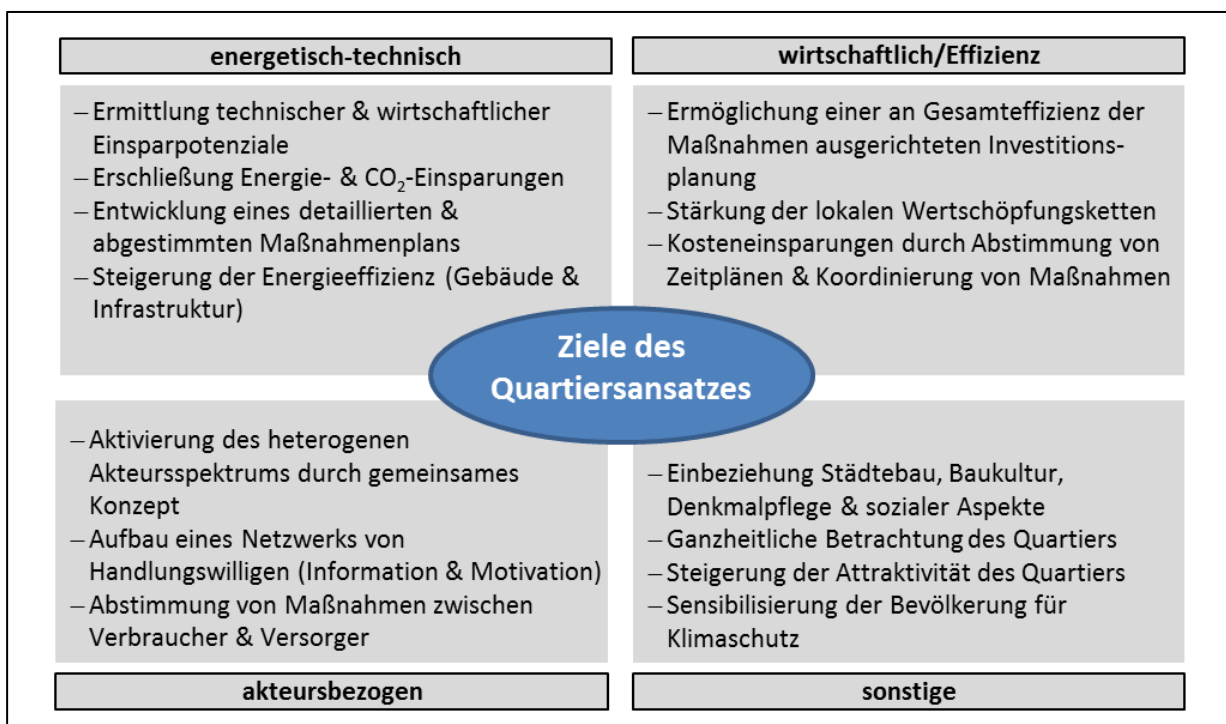 energetisch-technisch
– Ermittlung technischer & wirtschaftlicher
Einsparpotenziale
– Erschließung Energie- & CO₂-Einsparungen
– Entwicklung eines detaillierten &
abgestimmten Maßnahmenplans
– Steigerung der Energieeffizienz (Gebäude &
Infrastruktur)
wirtschaftlich/Effizienz
– Ermöglichung einer an Gesamteffizienz der
Maßnahmen ausgerichteten Investitions-
planung
– Stärkung der lokalen Wertschöpfungsketten
– Kosteneinsparungen durch Abstimmung von
Zeitplänen & Koordinierung von Maßnahmen
Ziele des
Quartiersansatzes
– Aktivierung des heterogenen
Akteursspektrums durch gemeinsames
Konzept
– Aufbau eines Netzwerks von
Handlungswilligen (Information & Motivation)
– Abstimmung von Maßnahmen zwischen
Verbraucher & Versorger
akteursbezogen
– Einbeziehung Städtebau, Baukultur,
Denkmalpflege & sozialer Aspekte
– Ganzheitliche Betrachtung des Quartiers
– Steigerung der Attraktivität des Quartiers
– Sensibilisierung der Bevölkerung für
Klimaschutz
sonstige